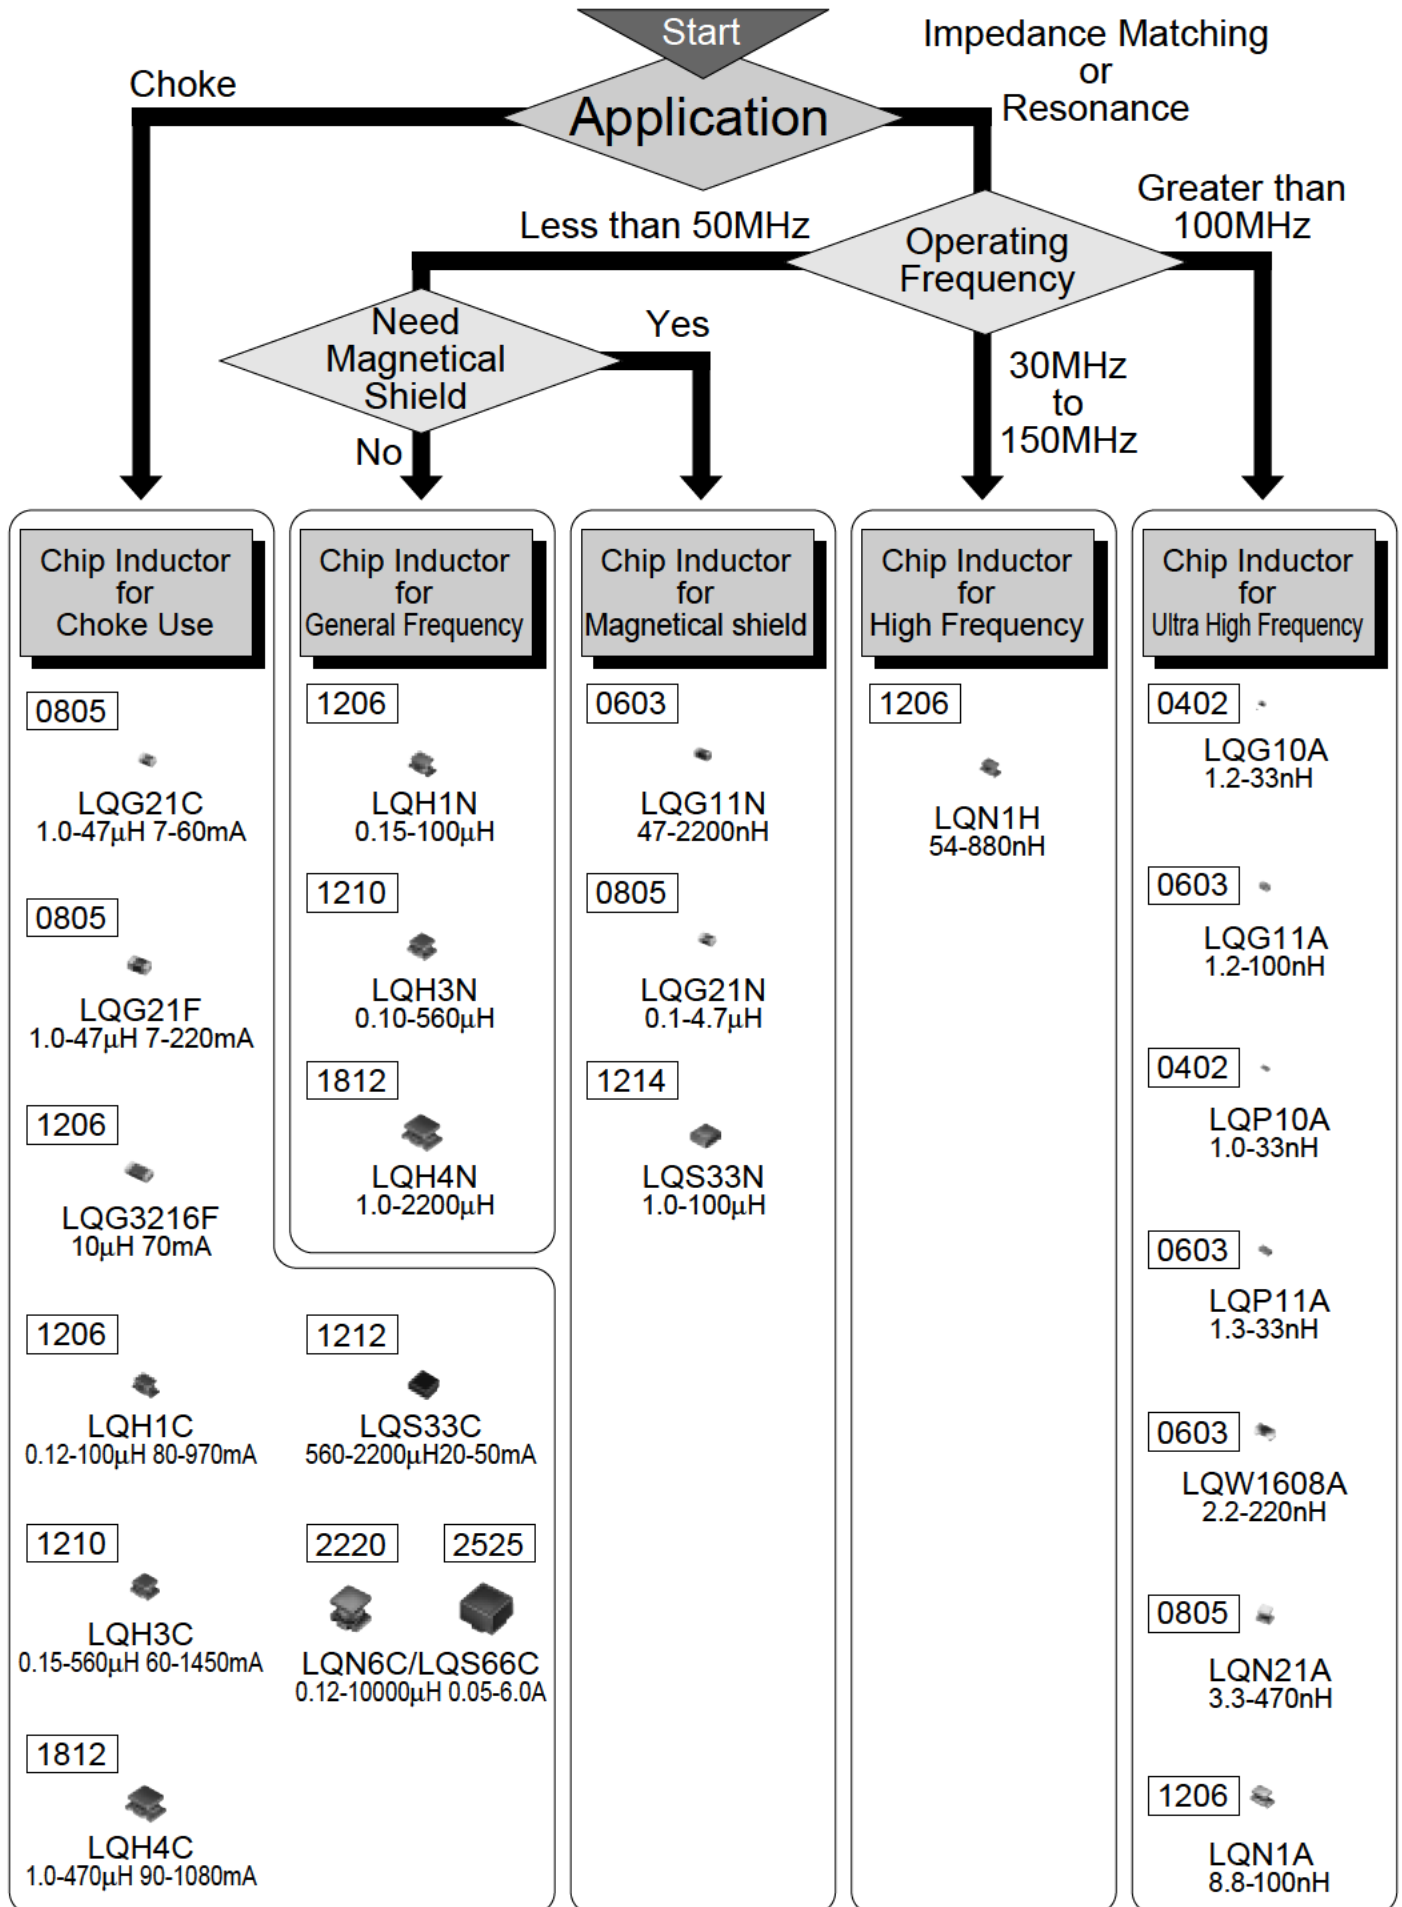 Start
Application
Choke
Impedance Matching
or
Resonance
Less than 50MHz
Operating
Frequency
Greater than
100MHz
Need
Magnetical
Shield
Yes
No
30MHz
to
150MHz
Chip Inductor
for
Choke Use
0805
LQG21C
1.0-47μH 7-60mA
0805
LQG21F
1.0-47μH 7-220mA
1206
LQG3216F
10μH 70mA
1206
LQH1C
0.12-100μH 80-970mA
1210
LQH3C
0.15-560μH 60-1450mA
1812
LQH4C
1.0-470μH 90-1080mA
1212
LQS33C
560-2200μH20-50mA
2220
2525
LQN6C/LQS66C
0.12-10000μH 0.05-6.0A
Chip Inductor
for
General Frequency
1206
LQH1N
0.15-100μH
1210
LQH3N
0.10-560μH
1812
LQH4N
1.0-2200μH
Chip Inductor
for
Magnetical shield
0603
LQG11N
47-2200nH
0805
LQG21N
0.1-4.7μH
1214
LQS33N
1.0-100μH
Chip Inductor
for
High Frequency
1206
LQN1H
54-880nH
Chip Inductor
for
Ultra High Frequency
0402
LQG10A
1.2-33nH
0603
LQG11A
1.2-100nH
0402
LQP10A
1.0-33nH
0603
LQP11A
1.3-33nH
0603
LQW1608A
2.2-220nH
0805
LQN21A
3.3-470nH
1206
LQN1A
8.8-100nH